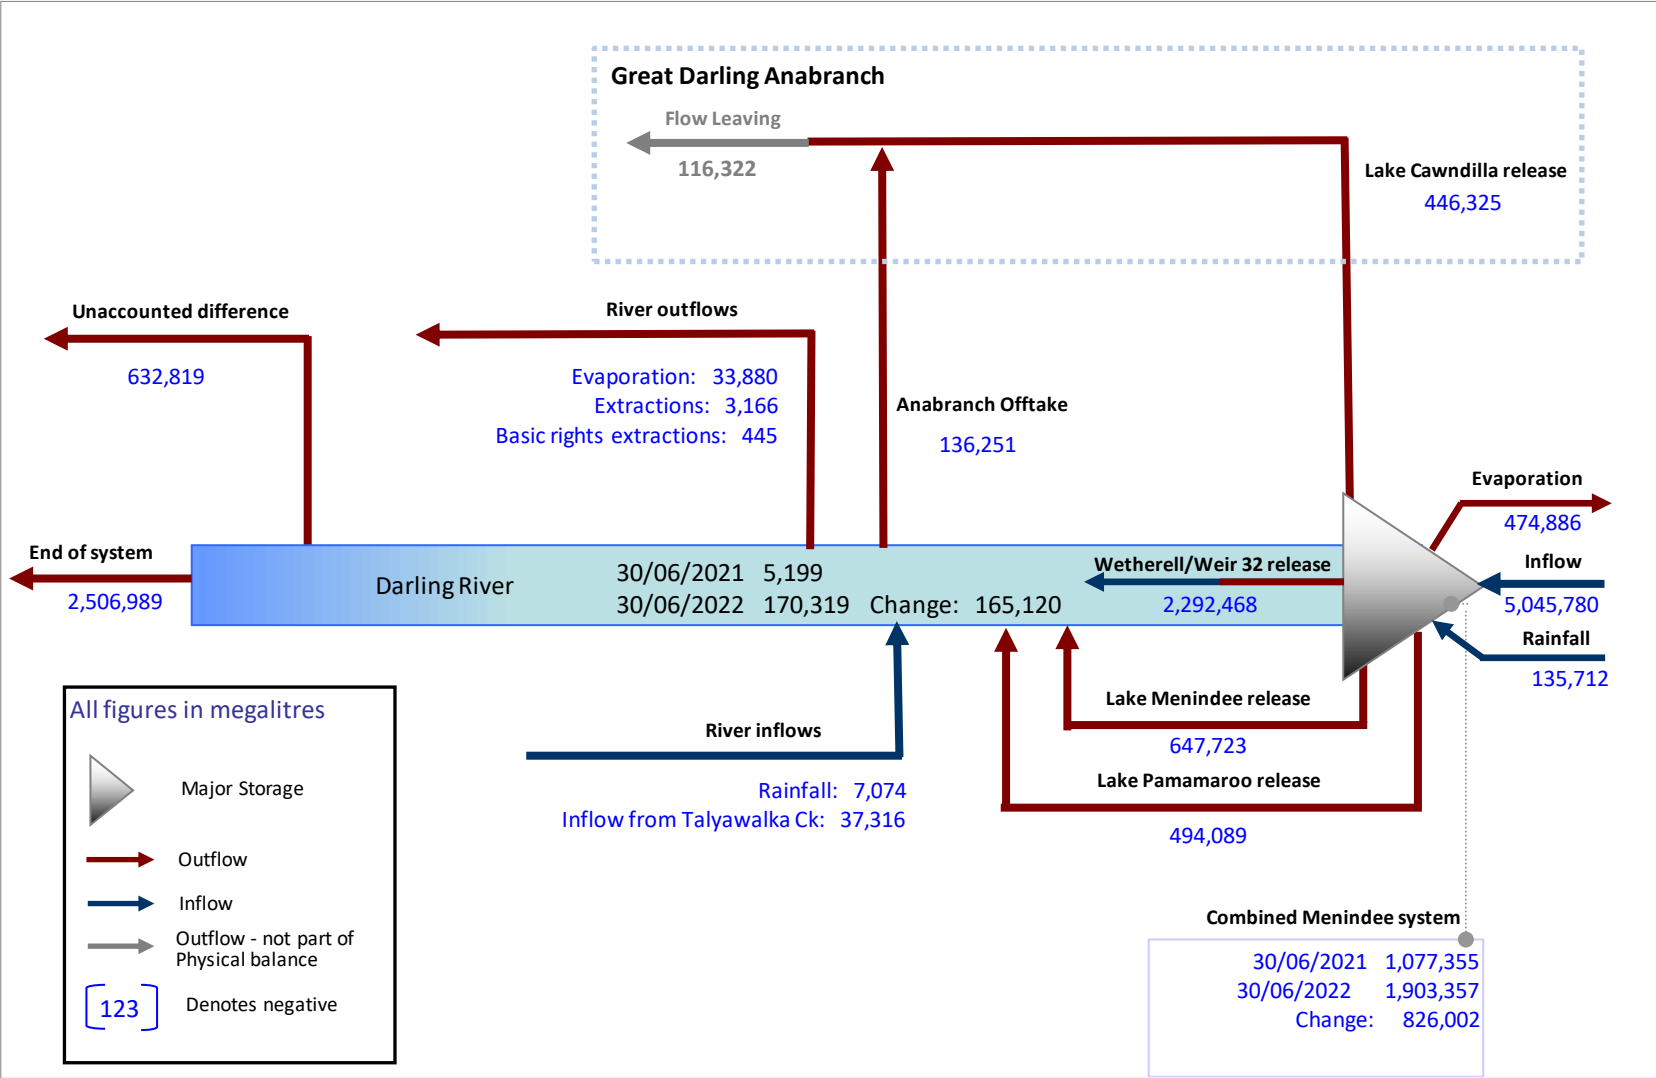 Great Darling Anabranch
Flow Leaving
116,322
Lake Cawndilla release
446,325
Unaccounted difference
632,819
River outflows
Evaporation: 33,880
Extractions: 3,166
Basic rights extractions: 445
Anabranch Offtake
136,251
Evaporation
474,886
End of system
2,506,989
Darling River
30/06/2021 5,199
30/06/2022 170,319 Change: 165,120
Wetherell/Weir 32 release
2,292,468
Inflow
5,045,780
Rainfall
135,712
Lake Menindee release
647,723
Lake Pamamaroo release
494,089
River inflows
Rainfall: 7,074
Inflow from Talyawalka Ck: 37,316
All figures in megalitres
Major Storage
Outflow
Inflow
Outflow - not part of
Physical balance
123 Denotes negative
Combined Menindee system
30/06/2021 1,077,355
30/06/2022 1,903,357
Change: 826,002